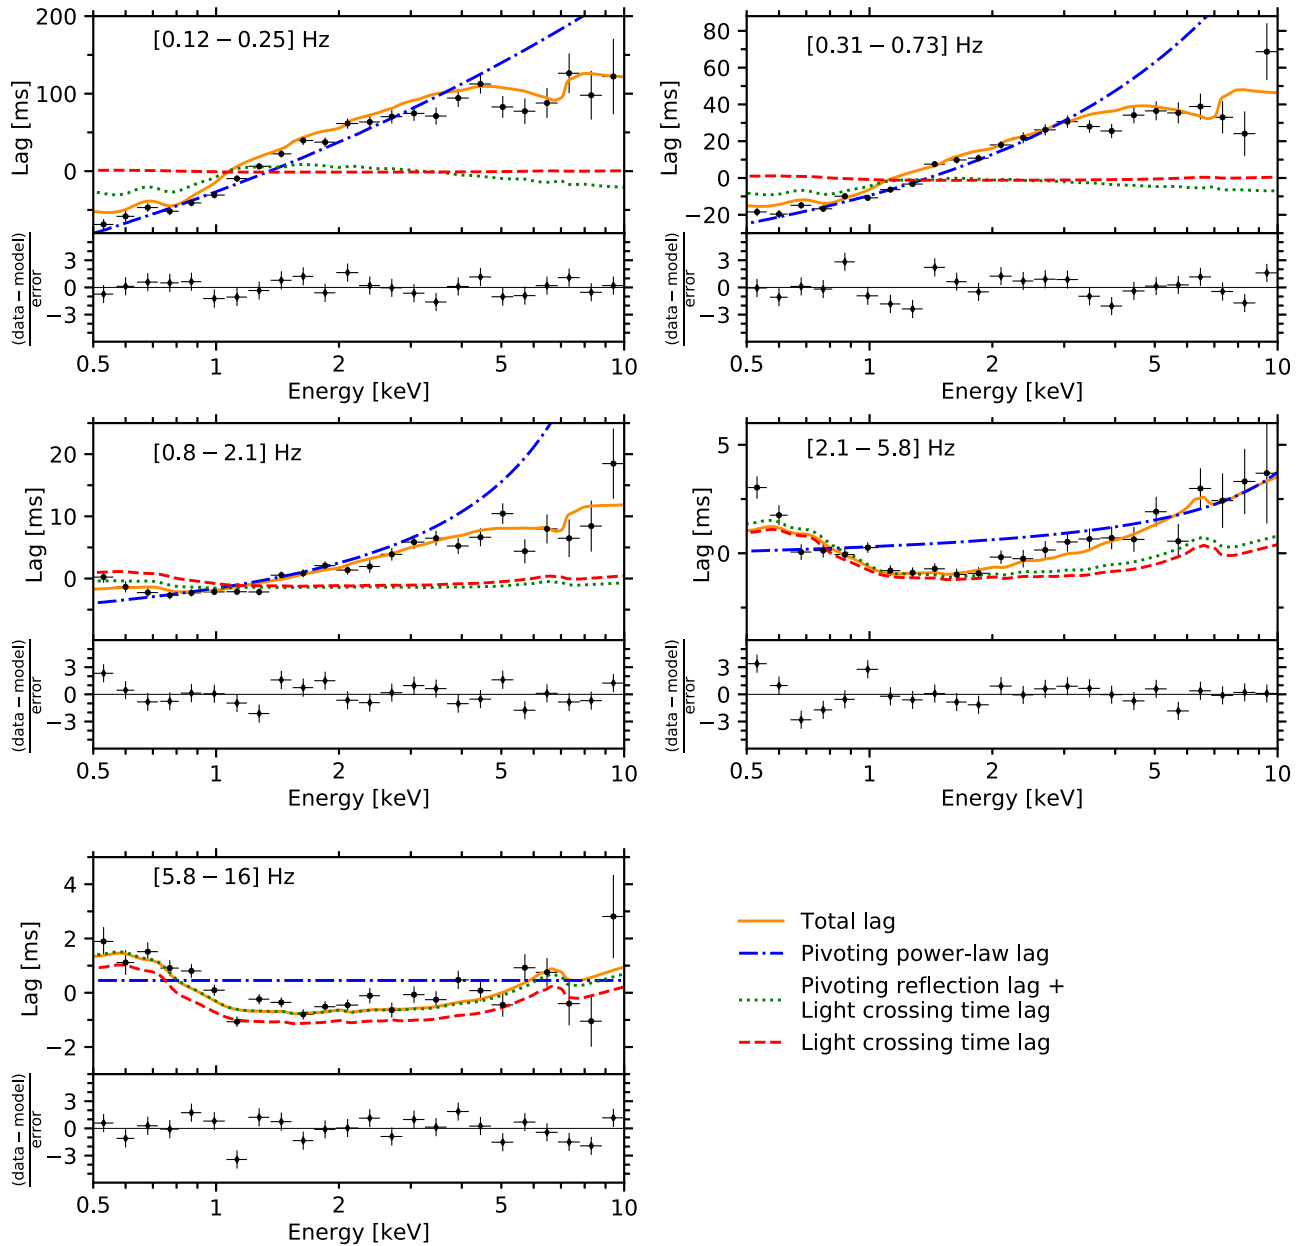 200
100
0
Lag [ms]
[0.12 − 0.25] Hz
3
0
−3
(data − model)
error
0.5
1
2
5
10
Energy [keV]
80
60
40
20
0
−20
Lag [ms]
[0.31 − 0.73] Hz
3
0
−3
(data − model)
error
0.5
1
2
5
10
Energy [keV]
20
10
0
Lag [ms]
[0.8 − 2.1] Hz
3
0
−3
(data − model)
error
0.5
1
2
5
10
Energy [keV]
5
0
Lag [ms]
[2.1 − 5.8] Hz
3
0
−3
(data − model)
error
0.5
1
2
5
10
Energy [keV]
4
2
0
−2
Lag [ms]
[5.8 − 16] Hz
3
0
−3
(data − model)
error
0.5
1
2
5
10
Energy [keV]
Total lag
Pivoting power-law lag
Pivoting reflection lag +
Light crossing time lag
Light crossing time lag